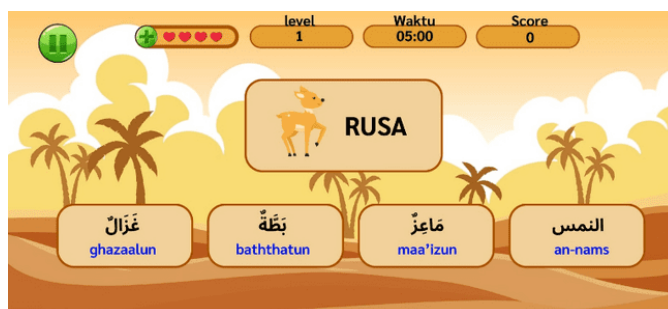 level
1
Waktu
05:00
Score
0
RUSA
غَزَالٌ
ghazaalun
بَطَّةٌ
baththatun
مَاعِزٌ
maa'izun
النمس
an-nams